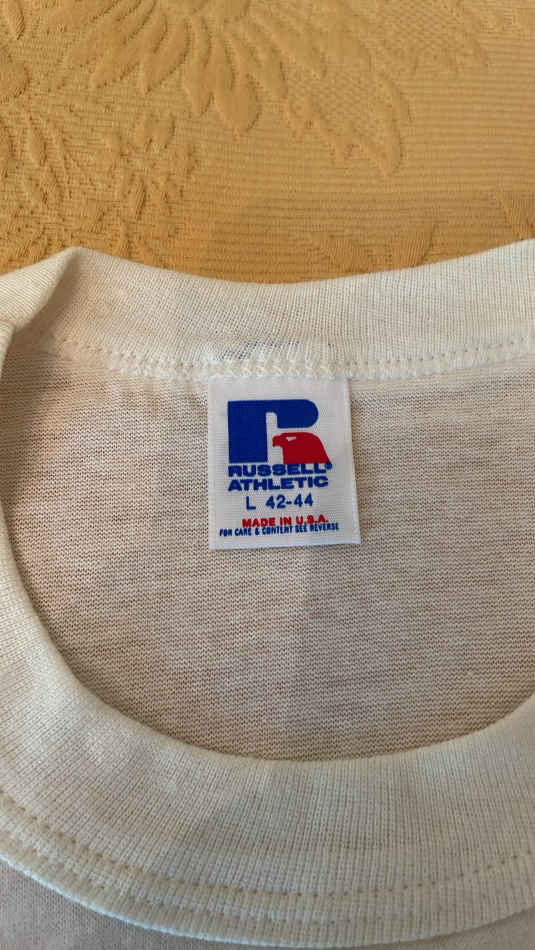 R
RUSSELL®
ATHLETIC
L 42-44
MADE IN U.S.A.
FOR CARE & CONTENT SEE REVERSE